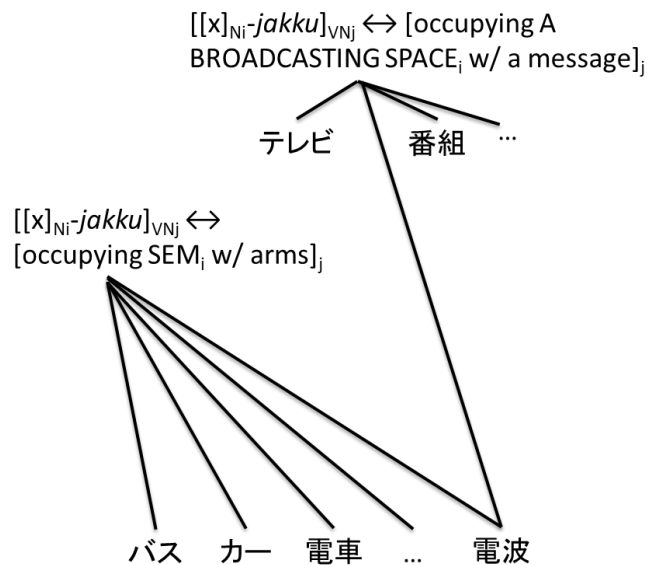 [[x]Ni-jakku]VNj ↔ [occupying A
BROADCASTING SPACEi w/ a message]j
テレビ 番組 ...
[[x]Ni-jakku]VNj ↔
[occupying SEMi w/ arms]j
バス カー 電車 ... 電波